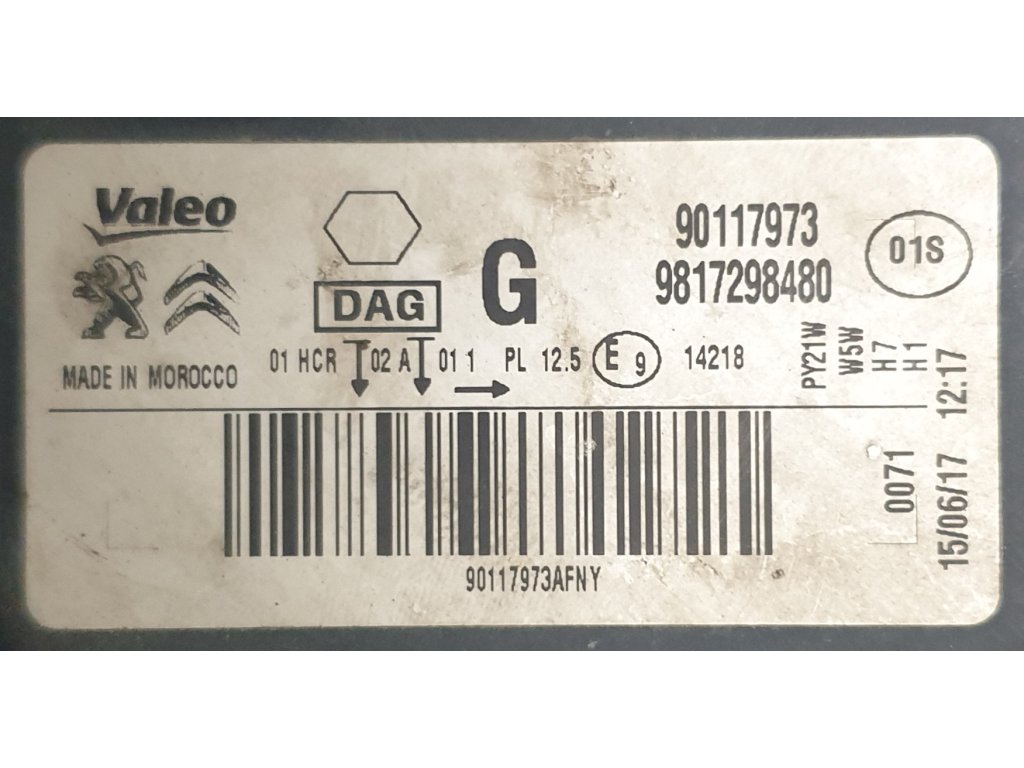 Valeo
90117973
01S
G
9817298480
DAG
MADE IN MOROCCO
01 HCR 02 A 01 1 PL 12.5 E 9 14218
PY21W
W5W
H7
H1
15/06/17 12:17
0071
90117973AFNY